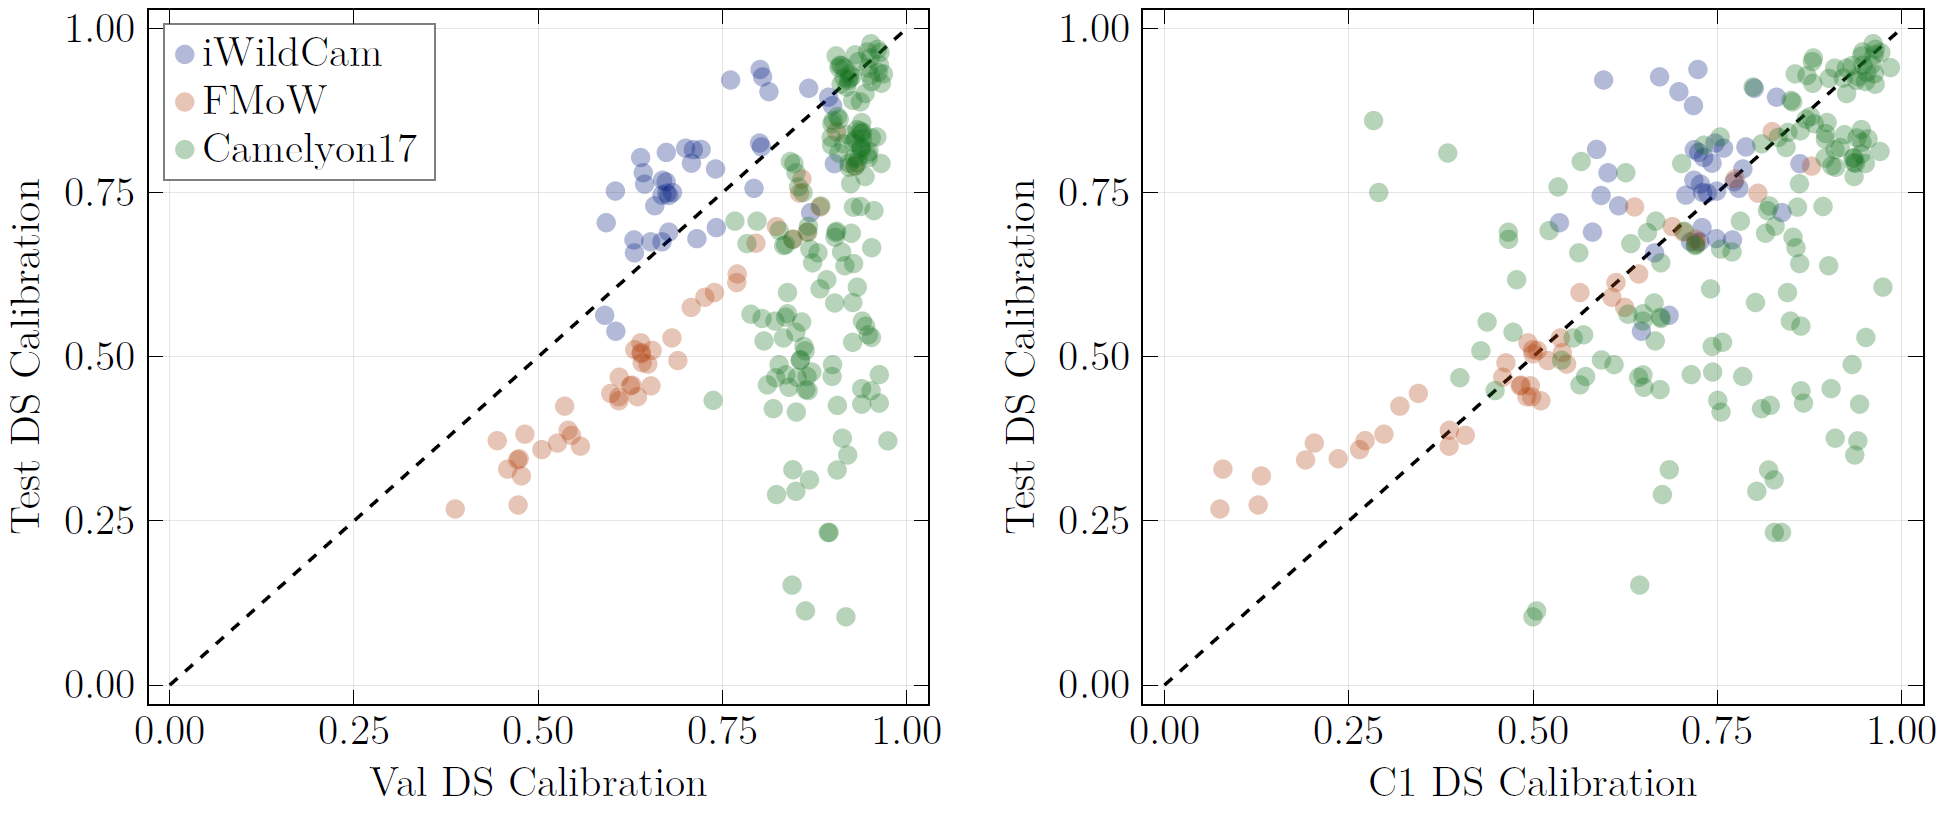 iWildCam
FMoW
Camelyon17
1.00
0.75
0.50
0.25
0.00
Test DS Calibration
0.00 0.25 0.50 0.75 1.00
Val DS Calibration
1.00
0.75
0.50
0.25
0.00
Test DS Calibration
0.00 0.25 0.50 0.75 1.00
C1 DS Calibration